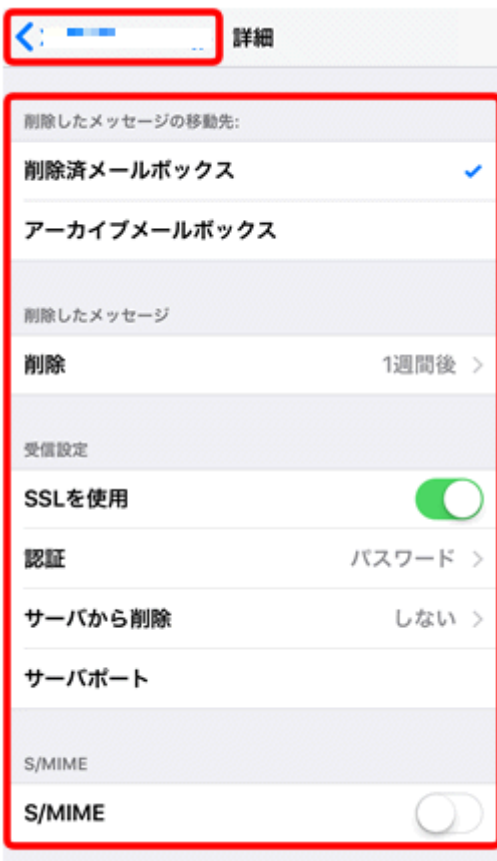 詳細
削除したメッセージの移動先:
削除済メールボックス
アーカイブメールボックス
削除したメッセージ
削除 1週間後
受信設定
SSLを使用
認証 パスワード
サーバから削除 しない
サーバポート
S/MIME
S/MIME